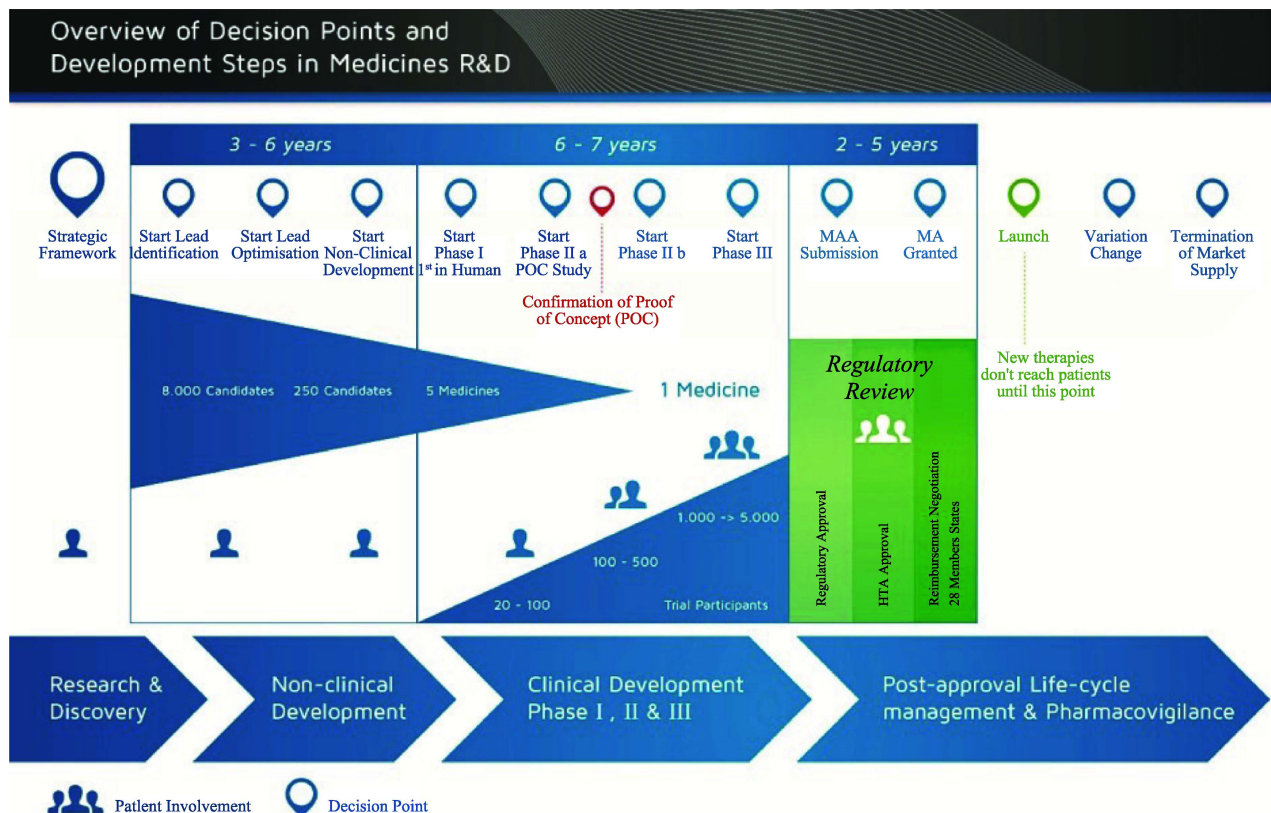 Overview of Decision Points and
Development Steps in Medicines R&D
3 - 6 years
6 - 7 years
2 - 5 years
Strategic
Framework
Start Lead
Identification
Start Lead
Optimisation
Start
Non-Clinical
Development
Start
Phase I
1st in Human
Start
Phase II a
POC Study
Start
Phase II b
Start
Phase III
MAA
Submission
MA
Granted
Launch
Variation
Change
Termination
of Market
Supply
Confirmation of Proof
of Concept (POC)
New therapies
don't reach patients
until this point
8.000 Candidates
250 Candidates
5 Medicines
1 Medicine
Regulatory
Review
Regulatory Approval
HTA Approval
Reimbursement Negotiation
28 Members States
1.000 -> 5.000
100 - 500
20 - 100
Trial Participants
Research &
Discovery
Non-clinical
Development
Clinical Development
Phase I , II & III
Post-approval Life-cycle
management & Pharmacovigilance
Patlent Involvement
Decision Point